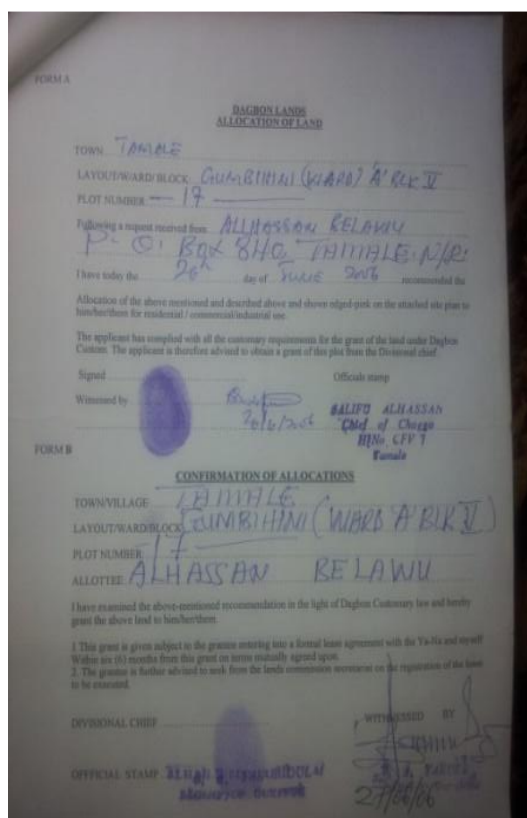 FORM A
DAGBON LANDS
ALLOCATION OF LAND
TOWN TAMALE
LAYOUT/WARD/BLOCK GUMBIHINI (WARD) 'A' BLK V
PLOT NUMBER — 17
Following a request received from ALLHASSAN BELAWU
P. O. BOX 840, TAMALE. N/R.
I have today the 26th day of JUNE 2006 recommended the
Allocation of the above mentioned and described above and shown edged-pink on the attached site plan to
him/her/them for residential / commercial/industrial use.
The applicant has complied with all the customary requirements for the grant of the land under Dagbon
Custom. The applicant is therefore advised to obtain a grant of this plot from the Divisional chief
Signed
Officials stamp
Witnessed by
26/6/2006
SALIFU ALHASSAN
Chief of Choggo
Tamale
FORM B
CONFIRMATION OF ALLOCATIONS
TOWN/VILLAGE TAMALE
LAYOUT/WARD/BLOCK GUMBIHINI (WARD 'A' BLK V)
PLOT NUMBER 17
ALLOTTEE ALHASSAN BELAWU
I have examined the above-mentioned recommendation in the light of Dagbon Customary law and hereby
grant the above land to him/her/them.
1 This grant is given subject to the grantee entering into a formal lease agreement with the Ya-Na and myself
Within six (6) months from this grant on terms mutually agreed upon.
2. The grantee is further advised to seek from the lands commission secretariat on the registration of the lease
to be executed.
DIVISIONAL CHIEF
WITNESSED BY
OFFICIAL STAMP
27/06/06